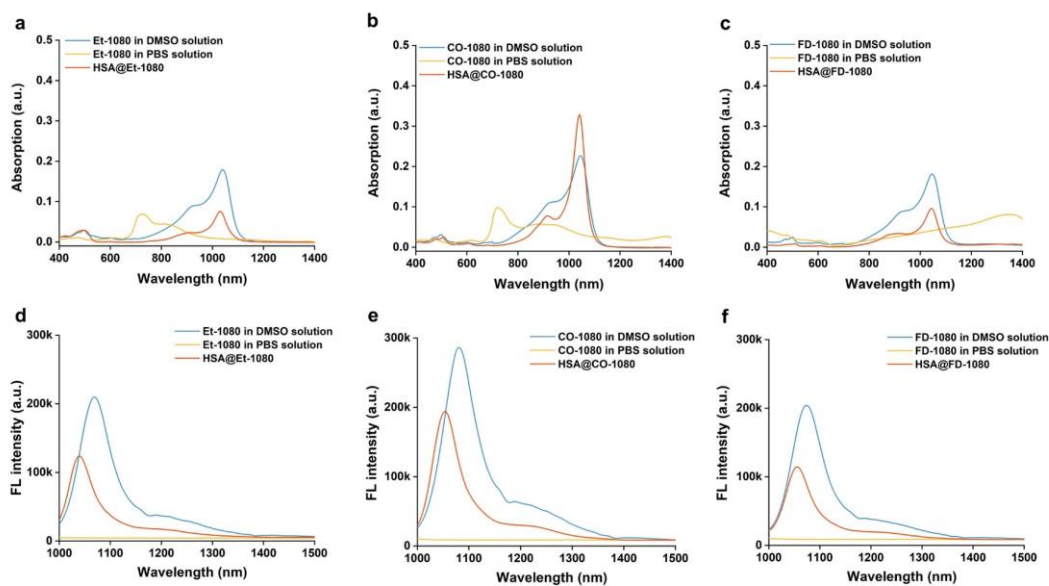 a
Et-1080 in DMSO solution
Et-1080 in PBS solution
HSA@Et-1080
0.5
0.4
0.3
0.2
0.1
0.0
Absorption (a.u.)
400 600 800 1000 1200 1400
Wavelength (nm)
b
CO-1080 in DMSO solution
CO-1080 in PBS solution
HSA@CO-1080
0.5
0.4
0.3
0.2
0.1
0.0
Absorption (a.u.)
400 600 800 1000 1200 1400
Wavelength (nm)
c
FD-1080 in DMSO solution
FD-1080 in PBS solution
HSA@FD-1080
0.5
0.4
0.3
0.2
0.1
0.0
Absorption (a.u.)
400 600 800 1000 1200 1400
Wavelength (nm)
d
Et-1080 in DMSO solution
Et-1080 in PBS solution
HSA@Et-1080
300k
200k
100k
0
FL intensity (a.u.)
1000 1100 1200 1300 1400 1500
Wavelength (nm)
e
CO-1080 in DMSO solution
CO-1080 in PBS solution
HSA@CO-1080
300k
200k
100k
0
FL intensity (a.u.)
1000 1100 1200 1300 1400 1500
Wavelength (nm)
f
FD-1080 in DMSO solution
FD-1080 in PBS solution
HSA@FD-1080
300k
200k
100k
0
FL intensity (a.u.)
1000 1100 1200 1300 1400 1500
Wavelength (nm)